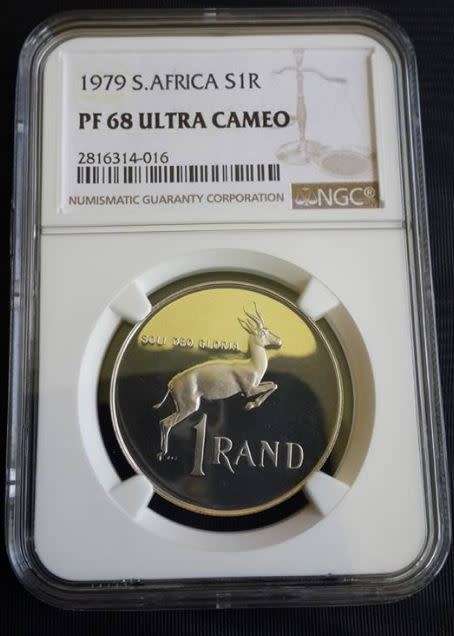 1979 S.AFRICA S1R
PF 68 ULTRA CAMEO
2816314-016
NUMISMATIC GUARANTY CORPORATION
NGC®
SOLI DEO GLORIA
1 RAND